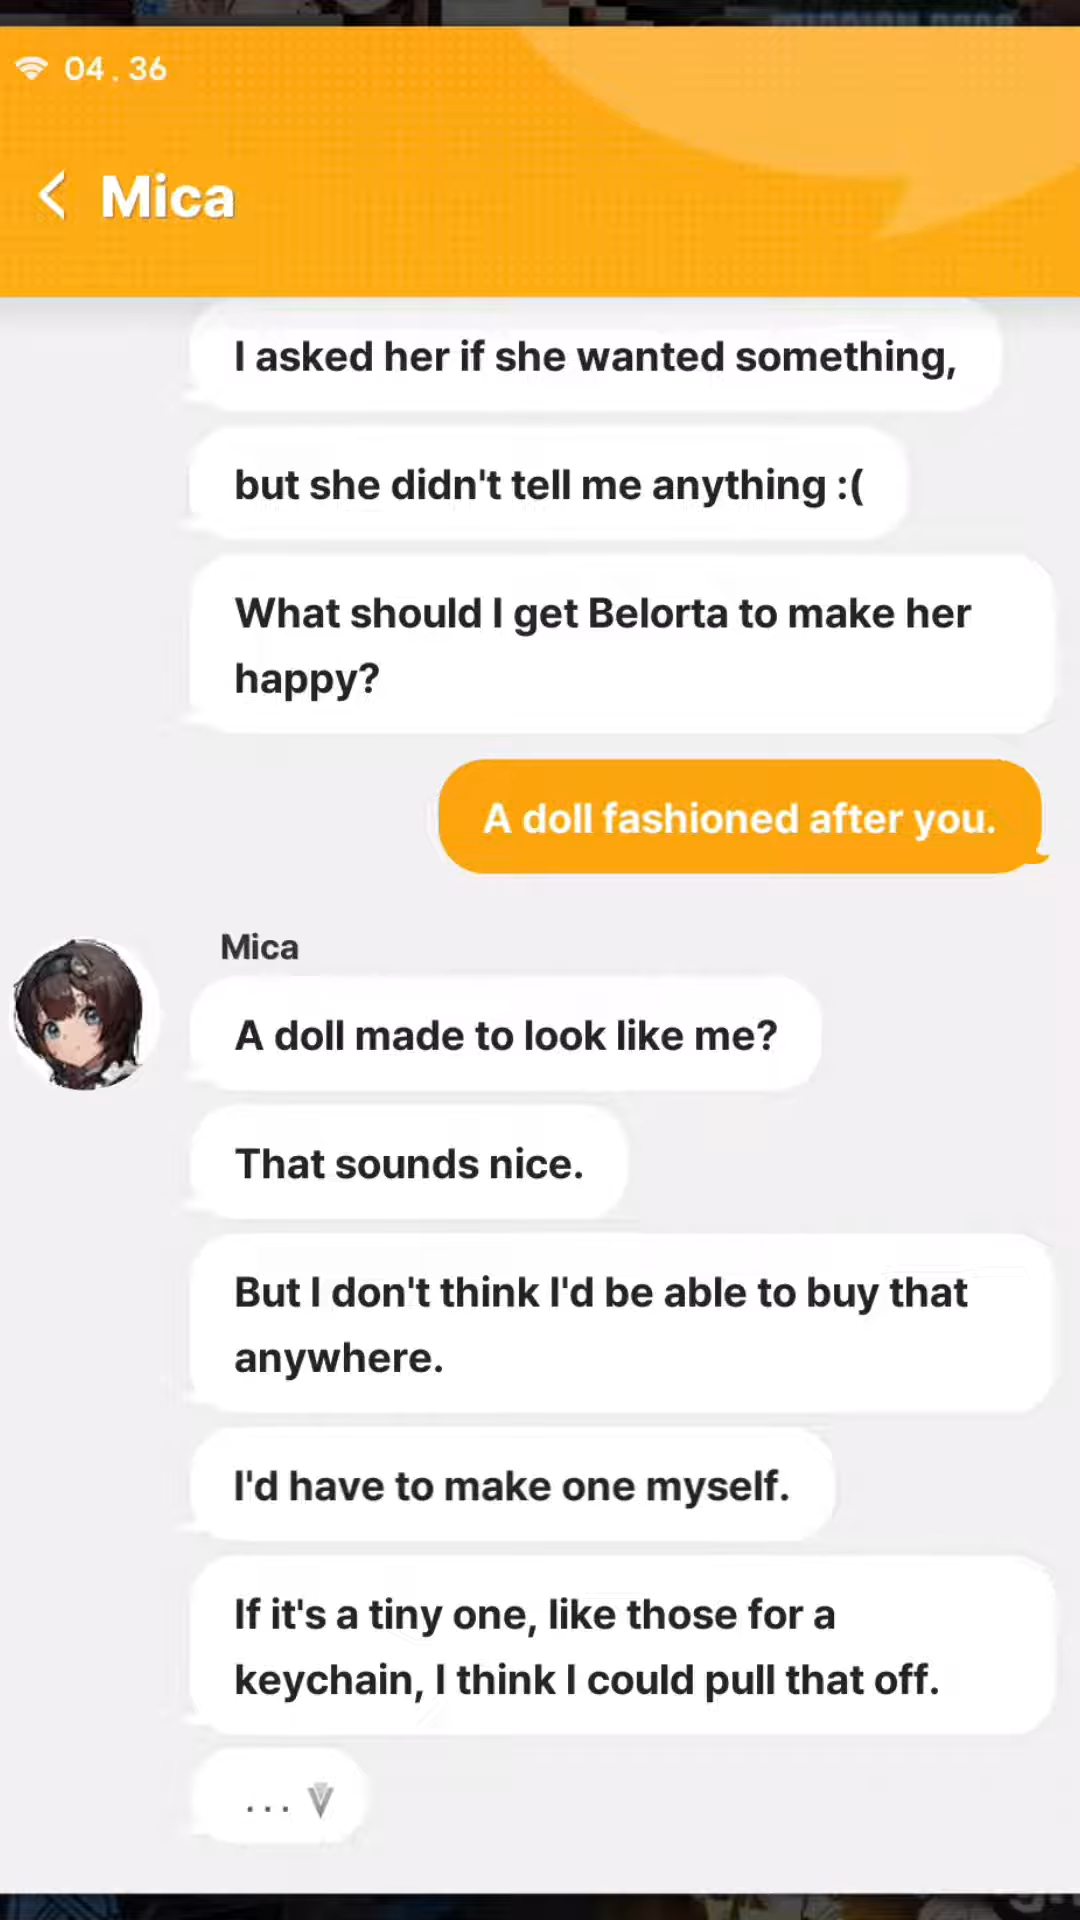 04.36
Mica
I asked her if she wanted something,
but she didn't tell me anything :(
What should I get Belorta to make her
happy?
A doll fashioned after you.
Mica
A doll made to look like me?
That sounds nice.
But I don't think I'd be able to buy that
anywhere.
I'd have to make one myself.
If it's a tiny one, like those for a
keychain, I think I could pull that off.
...